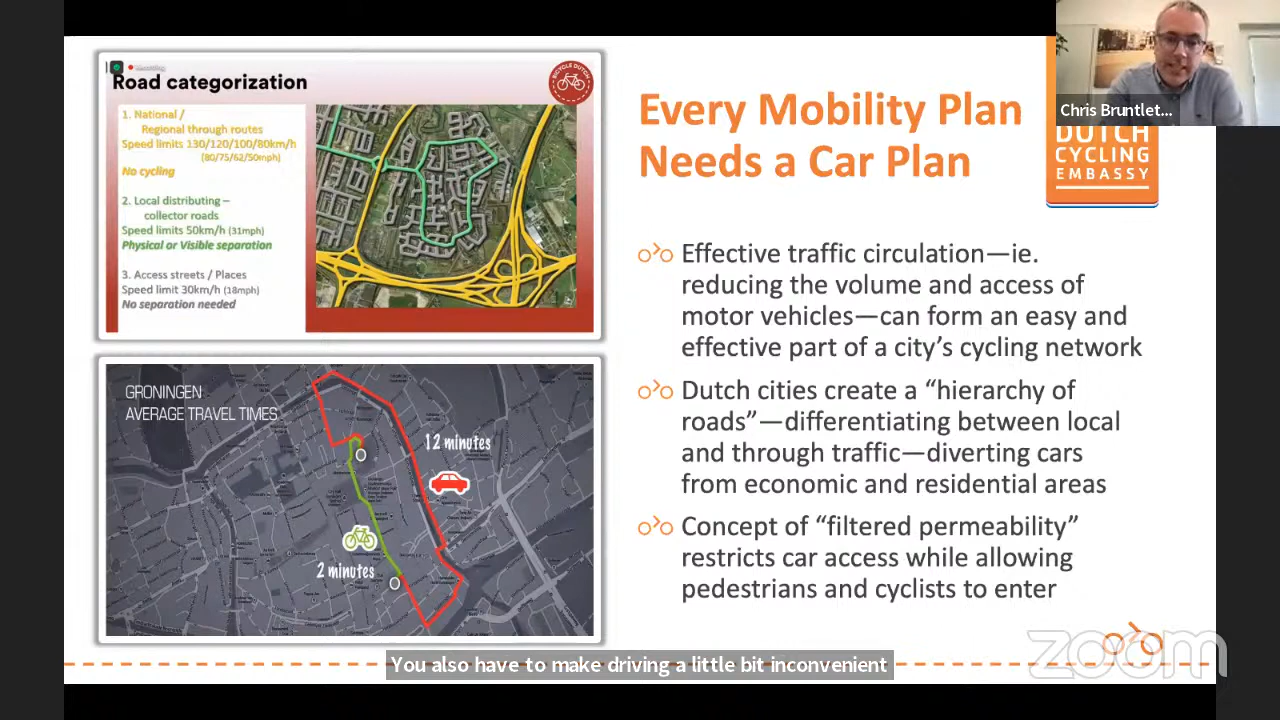 Road categorization
1. National /
Regional through routes
Speed limits 130/120/100/80km/h
(80/75/62/50mph)
No cycling
2. Local distributing –
collector roads
Speed limits 50km/h (31mph)
Physical or Visible separation
3. Access streets / Places
Speed limit 30km/h (18mph)
No separation needed
BICYCLE DUTCH
GRONINGEN
AVERAGE TRAVEL TIMES
12 minutes
2 minutes
Every Mobility Plan
Needs a Car Plan
Effective traffic circulation—ie.
reducing the volume and access of
motor vehicles—can form an easy and
effective part of a city’s cycling network
Dutch cities create a “hierarchy of
roads”—differentiating between local
and through traffic—diverting cars
from economic and residential areas
Concept of “filtered permeability”
restricts car access while allowing
pedestrians and cyclists to enter
Chris Bruntlet...
DUTCH
CYCLING
EMBASSY
zoom
You also have to make driving a little bit inconvenient